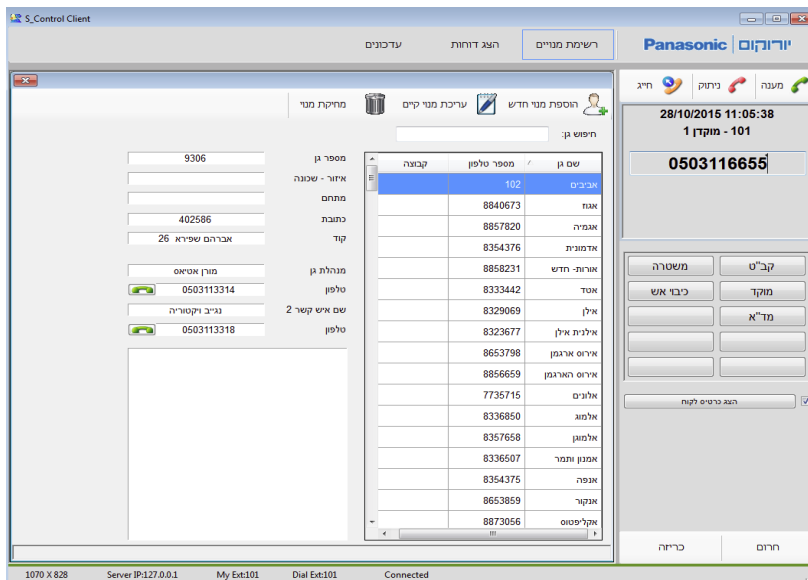 S_Control Client
רשימת מנויים הצג דוחות עדכונים
יורוקום Panasonic
מענה ניתוק חייג
28/10/2015 11:05:38
101 - מוקדן 1
0503116655
קב"ט משטרה
מוקד כיבוי אש
מד"א
הצג כרטיס לקוח
חרום כריזה
הוספת מנוי חדש עריכת מנוי קיים מחיקת מנוי
חיפוש גן:
שם גן מספר טלפון קבוצה
אביבים 102
אגוז 8840673
אגמיה 8857820
אדמונית 8354376
אורות- חדש 8858231
אטד 8333442
אילן 8329069
אילנית אילן 8323677
אירוס ארגמן 8653798
אירוס הארגמן 8856659
אלונים 7735715
אלמוג 8336850
אלמוגן 8357658
אמנון ותמר 8336507
אנפה 8354375
אנקור 8653859
אקליפטוס 8873056
מספר גן 9306
איזור - שכונה
מתחם
כתובת 402586
קוד אברהם שפירא 26
מנהלת גן מורן אטיאס
טלפון 0503113314
שם איש קשר 2 נגייב ויקטוריה
טלפון 0503113318
1070 X 828 Server IP:127.0.0.1 My Ext:101 Dial Ext:101 Connected